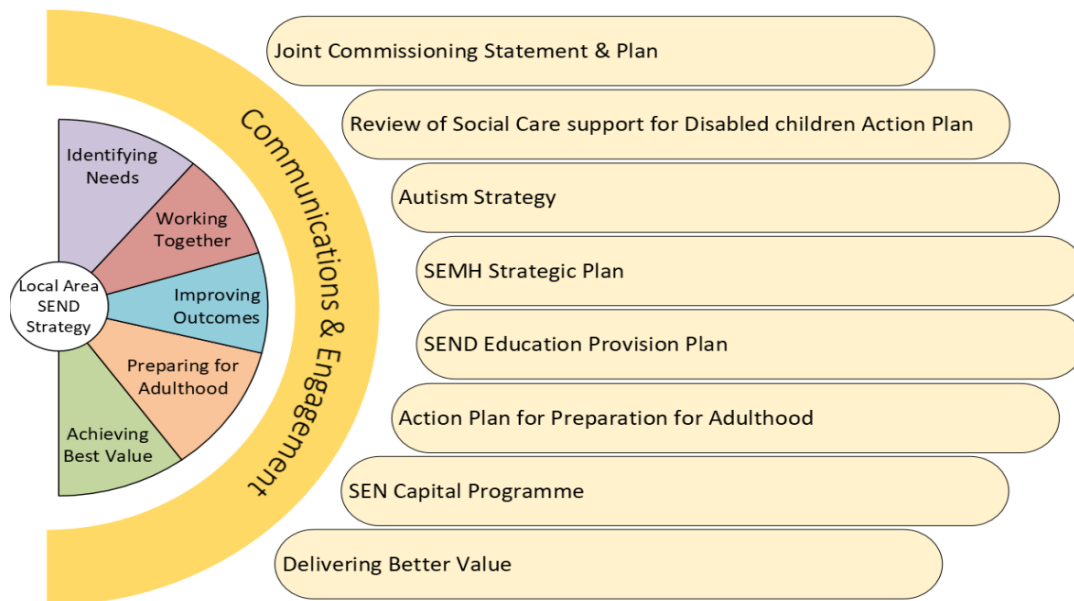 Local Area
SEND
Strategy
Identifying
Needs
Working
Together
Improving
Outcomes
Preparing for
Adulthood
Achieving
Best Value
Communications & Engagement
Joint Commissioning Statement & Plan
Review of Social Care support for Disabled children Action Plan
Autism Strategy
SEMH Strategic Plan
SEND Education Provision Plan
Action Plan for Preparation for Adulthood
SEN Capital Programme
Delivering Better Value